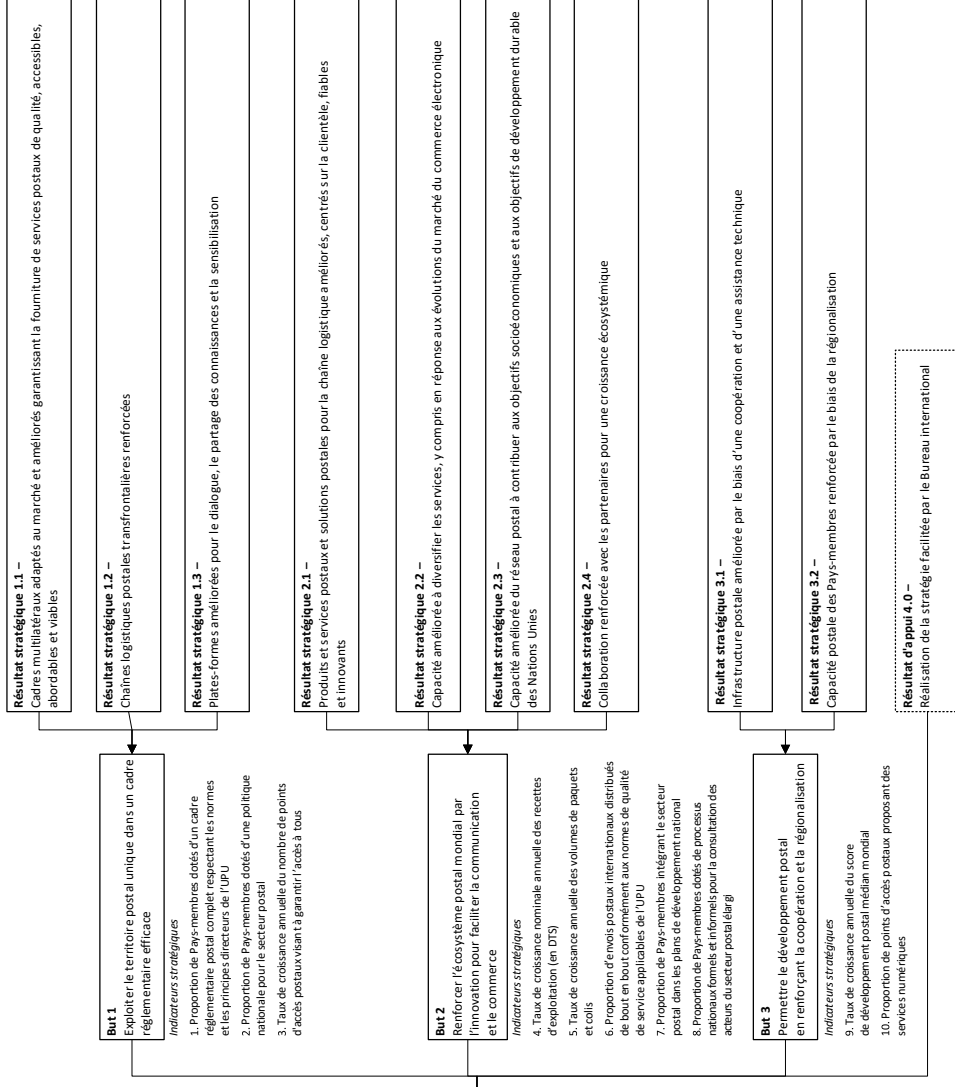 But 1
Exploiter le territoire postal unique dans un cadre
réglementaire efficace
Indicateurs stratégiques
1. Proportion de Pays-membres dotés d'un cadre
réglementaire postal complet respectant les normes
et les principes directeurs de l'UPU
2. Proportion de Pays-membres dotés d'une politique
nationale pour le secteur postal
3. Taux de croissance annuelle du nombre de points
d'accès postaux visant à garantir l'accès à tous
Résultat stratégique 1.1 –
Cadres multilatéraux adaptés au marché et améliorés garantissant la fourniture de services postaux de qualité, accessibles,
abordables et viables
Résultat stratégique 1.2 –
Chaînes logistiques postales transfrontalières renforcées
Résultat stratégique 1.3 –
Plates-formes améliorées pour le dialogue, le partage des connaissances et la sensibilisation
But 2
Renforcer l'écosystème postal mondial par
l'innovation pour faciliter la communication
et le commerce
Indicateurs stratégiques
4. Taux de croissance nominale annuelle des recettes
d'exploitation (en DTS)
5. Taux de croissance annuelle des volumes de paquets
et colis
6. Proportion d'envois postaux internationaux distribués
de bout en bout conformément aux normes de qualité
de service applicables de l'UPU
7. Proportion de Pays-membres intégrant le secteur
postal dans les plans de développement national
8. Proportion de Pays-membres dotés de processus
nationaux formels et informels pour la consultation des
acteurs du secteur postal élargi
Résultat stratégique 2.1 –
Produits et services postaux et solutions postales pour la chaîne logistique améliorés, centrés sur la clientèle, fiables
et innovants
Résultat stratégique 2.2 –
Capacité améliorée à diversifier les services, y compris en réponse aux évolutions du marché du commerce électronique
Résultat stratégique 2.3 –
Capacité améliorée du réseau postal à contribuer aux objectifs socioéconomiques et aux objectifs de développement durable
des Nations Unies
Résultat stratégique 2.4 –
Collaboration renforcée avec les partenaires pour une croissance écosystémique
But 3
Permettre le développement postal
en renforçant la coopération et la régionalisation
Indicateurs stratégiques
9. Taux de croissance annuelle du score
de développement postal médian mondial
10. Proportion de points d'accès postaux proposant des
services numériques
Résultat stratégique 3.1 –
Infrastructure postale améliorée par le biais d'une coopération et d'une assistance technique
Résultat stratégique 3.2 –
Capacité postale des Pays-membres renforcée par le biais de la régionalisation
Résultat d'appui 4.0 –
Réalisation de la stratégie facilitée par le Bureau international